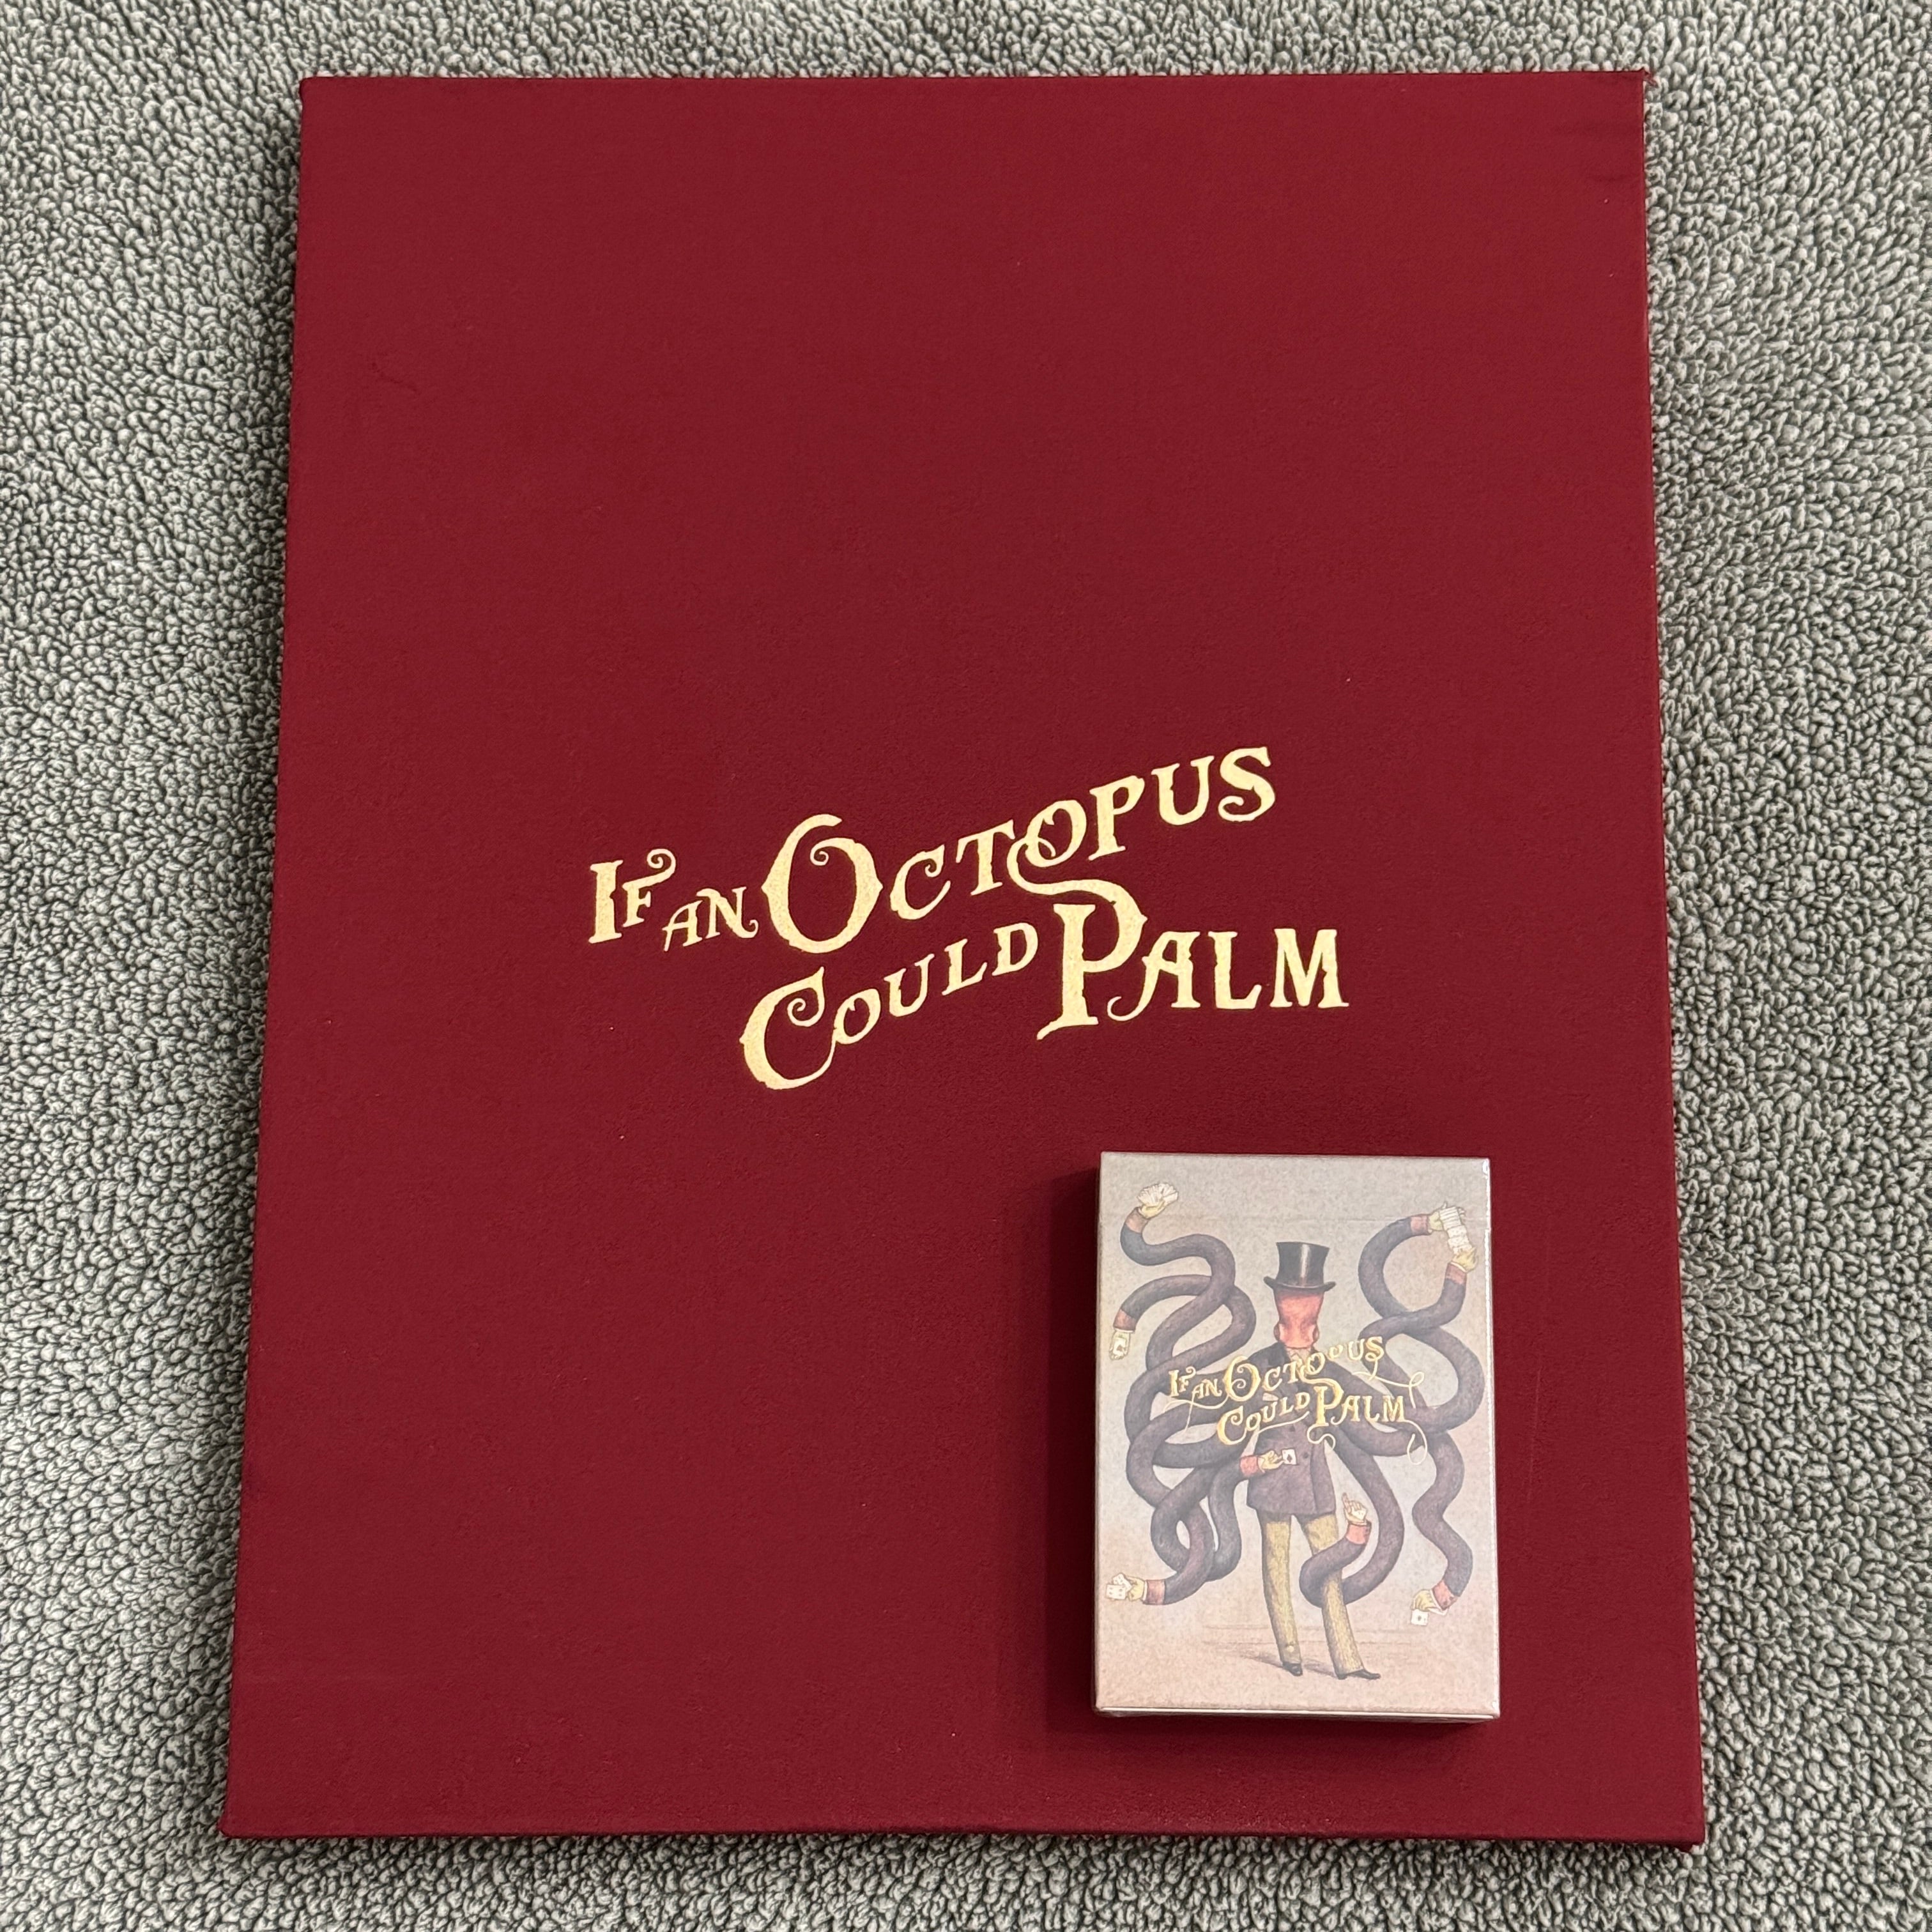 IF AN OCTOPUS
COULD PALM
IF AN OCTOPUS
COULD PALM